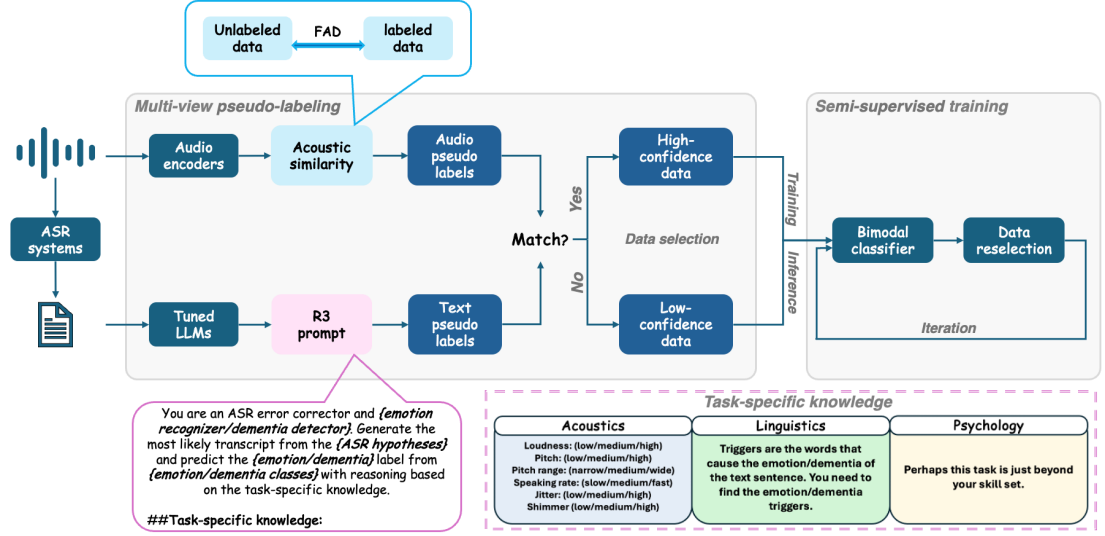 Unlabeled
data
FAD
labeled
data
Multi-view pseudo-labeling
Semi-supervised training
Audio
encoders
Acoustic
similarity
Audio
pseudo
labels
High-
confidence
data
Yes
Training
ASR
systems
Match?
Data selection
Bimodal
classifier
Data
reselection
No
Inference
Tuned
LLMs
R3
prompt
Text
pseudo
labels
Low-
confidence
data
Iteration
You are an ASR error corrector and {emotion
recognizer/dementia detector}. Generate the
most likely transcript from the {ASR hypotheses}
and predict the {emotion/dementia} label from
{emotion/dementia classes} with reasoning based
on the task-specific knowledge.
##Task-specific knowledge:
Task-specific knowledge
Acoustics
Loudness: (low/medium/high)
Pitch: (low/medium/high)
Pitch range: (narrow/medium/wide)
Speaking rate: (slow/medium/fast)
Jitter: (low/medium/high)
Shimmer (low/medium/high)
Linguistics
Triggers are the words that
cause the emotion/dementia of
the text sentence. You need to
find the emotion/dementia
triggers.
Psychology
Perhaps this task is just beyond
your skill set.